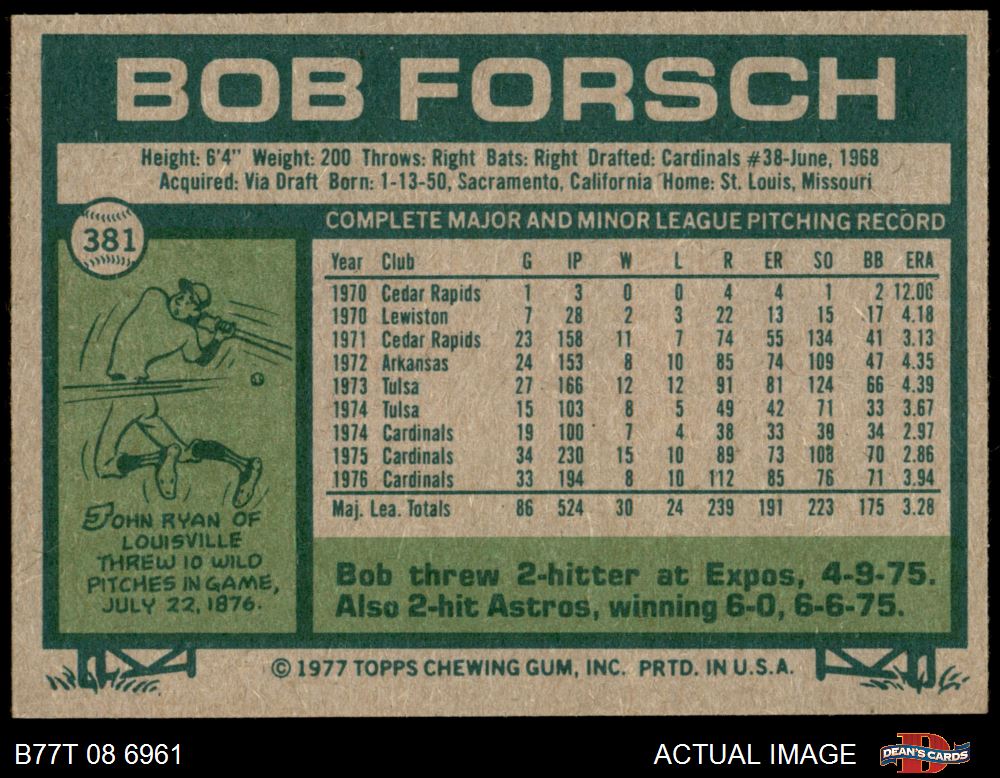 BOB FORSCH
Height: 6'4" Weight: 200 Throws: Right Bats: Right Drafted: Cardinals #38-June, 1968
Acquired: Via Draft Born: 1-13-50, Sacramento, California Home: St. Louis, Missouri
381
COMPLETE MAJOR AND MINOR LEAGUE PITCHING RECORD
Year Club G IP W L R ER SO BB ERA
1970 Cedar Rapids 1 3 0 0 4 4 1 2 12.00
1970 Lewiston 7 28 2 3 22 13 15 17 4.18
1971 Cedar Rapids 23 158 11 7 74 55 134 41 3.13
1972 Arkansas 24 153 8 10 85 74 109 47 4.35
1973 Tulsa 27 166 12 12 91 81 124 66 4.39
1974 Tulsa 15 103 8 5 49 42 71 33 3.67
1974 Cardinals 19 100 7 4 38 33 39 34 2.97
1975 Cardinals 34 230 15 10 89 73 108 70 2.86
1976 Cardinals 33 194 8 10 112 85 76 71 3.94
Maj. Lea. Totals 86 524 30 24 239 191 223 175 3.28
JOHN RYAN OF
LOUISVILLE
THREW 10 WILD
PITCHES IN GAME,
JULY 22, 1876.
Bob threw 2-hitter at Expos, 4-9-75.
Also 2-hit Astros, winning 6-0, 6-6-75.
© 1977 TOPPS CHEWING GUM, INC. PRTD. IN U.S.A.
B77T 08 6961
ACTUAL IMAGE
D
DEAN'S CARDS